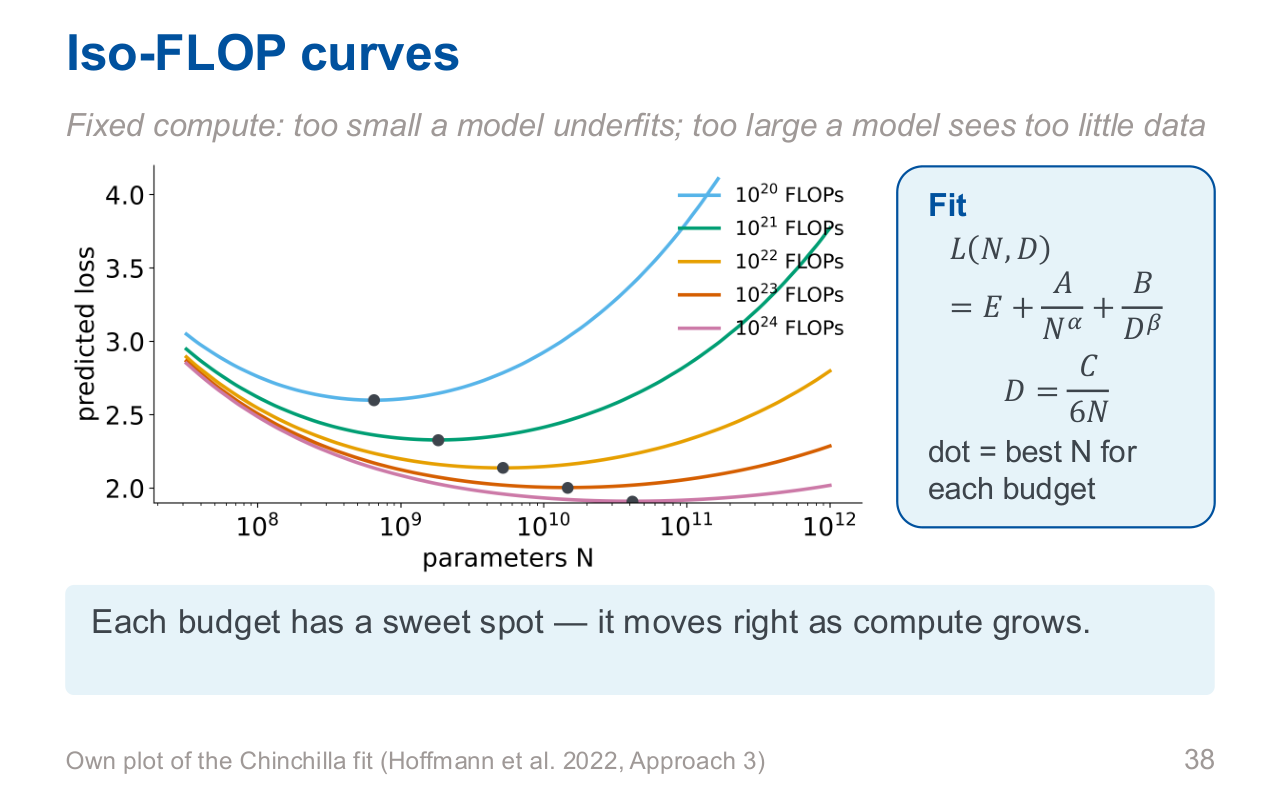 Iso-FLOP curves
Fixed compute: too small a model underfits; too large a model sees too little data
predicted loss
4.0
3.5
3.0
2.5
2.0
10^20 FLOPs
10^21 FLOPs
10^22 FLOPs
10^23 FLOPs
10^24 FLOPs
10^8 10^9 10^10 10^11 10^12
parameters N
Fit
L(N, D)
= E + A/N^α + B/D^β
D = C/6N
dot = best N for
each budget
Each budget has a sweet spot — it moves right as compute grows.
Own plot of the Chinchilla fit (Hoffmann et al. 2022, Approach 3)
38